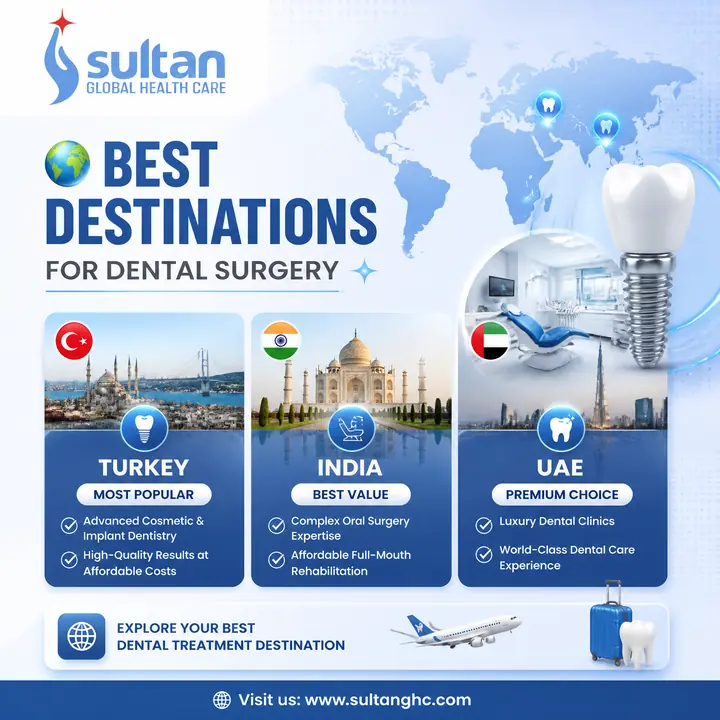 sultan
GLOBAL HEALTH CARE
BEST
DESTINATIONS
FOR DENTAL SURGERY
TURKEY
MOST POPULAR
Advanced Cosmetic &
Implant Dentistry
High-Quality Results at
Affordable Costs
INDIA
BEST VALUE
Complex Oral Surgery
Expertise
Affordable Full-Mouth
Rehabilitation
UAE
PREMIUM CHOICE
Luxury Dental Clinics
World-Class Dental Care
Experience
EXPLORE YOUR BEST
DENTAL TREATMENT DESTINATION
Visit us: www.sultanghc.com